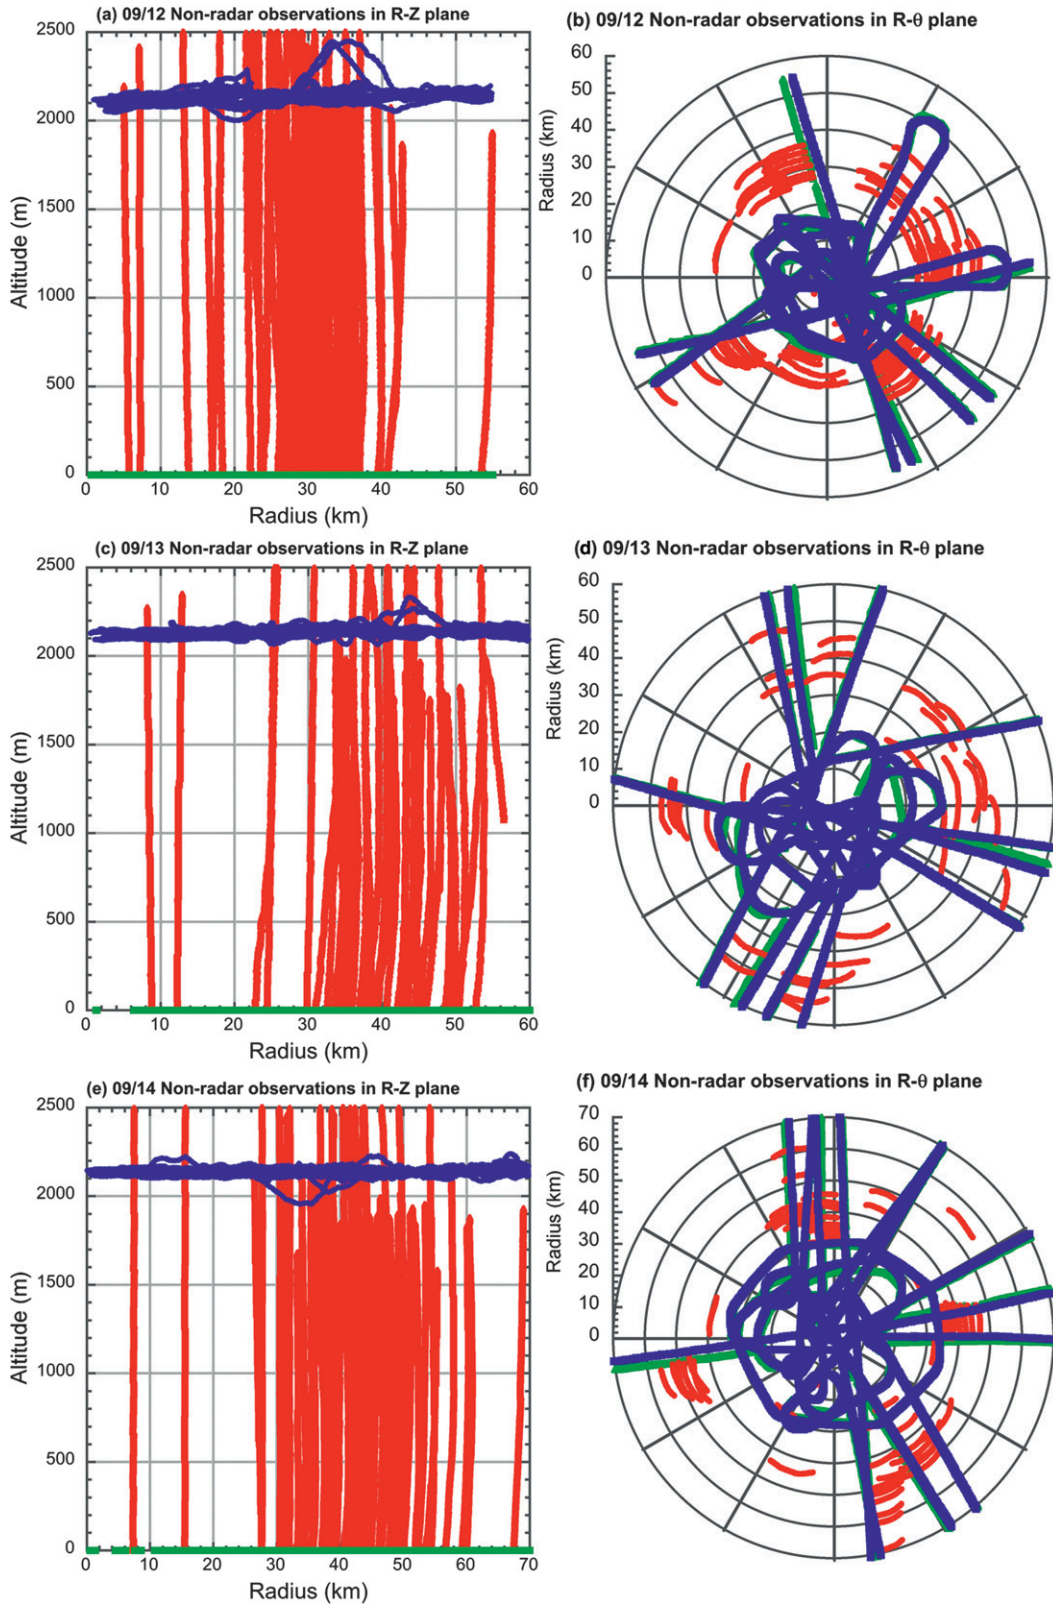 (a) 09/12 Non-radar observations in R-Z plane
2500
2000
1500
1000
500
0
Altitude (m)
0 10 20 30 40 50 60
Radius (km)
(b) 09/12 Non-radar observations in R-θ plane
60
50
40
30
20
10
0
Radius (km)
(c) 09/13 Non-radar observations in R-Z plane
2500
2000
1500
1000
500
0
Altitude (m)
0 10 20 30 40 50 60
Radius (km)
(d) 09/13 Non-radar observations in R-θ plane
60
50
40
30
20
10
0
Radius (km)
(e) 09/14 Non-radar observations in R-Z plane
2500
2000
1500
1000
500
0
Altitude (m)
0 10 20 30 40 50 60 70
Radius (km)
(f) 09/14 Non-radar observations in R-θ plane
70
60
50
40
30
20
10
0
Radius (km)